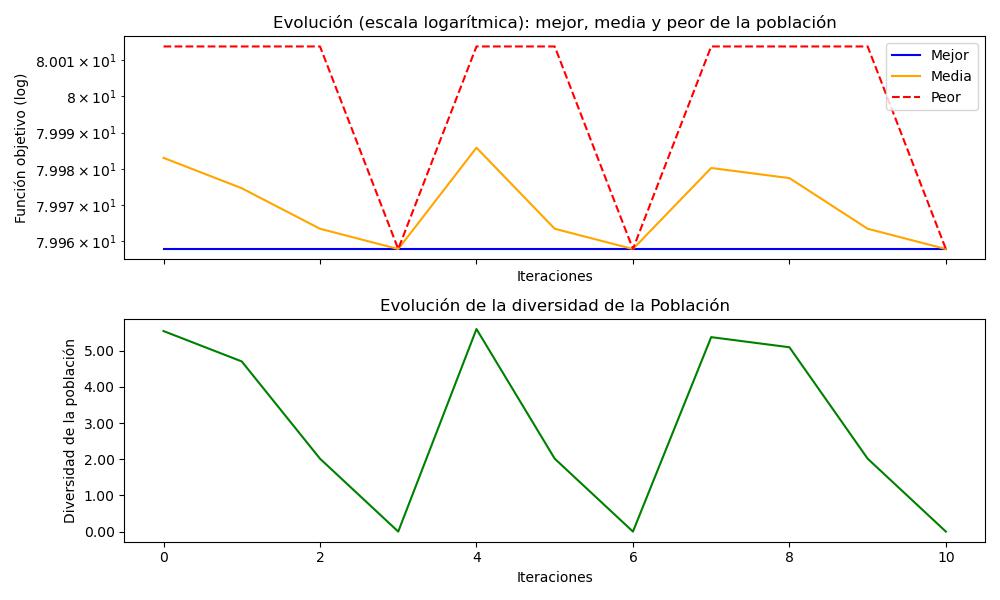 Evolución (escala logarítmica): mejor, media y peor de la población
Función objetivo (log)
8.001 × 10¹
8 × 10¹
7.999 × 10¹
7.998 × 10¹
7.997 × 10¹
7.996 × 10¹
Mejor
Media
Peor
Iteraciones
Evolución de la diversidad de la Población
Diversidad de la población
5.00
4.00
3.00
2.00
1.00
0.00
0 2 4 6 8 10
Iteraciones